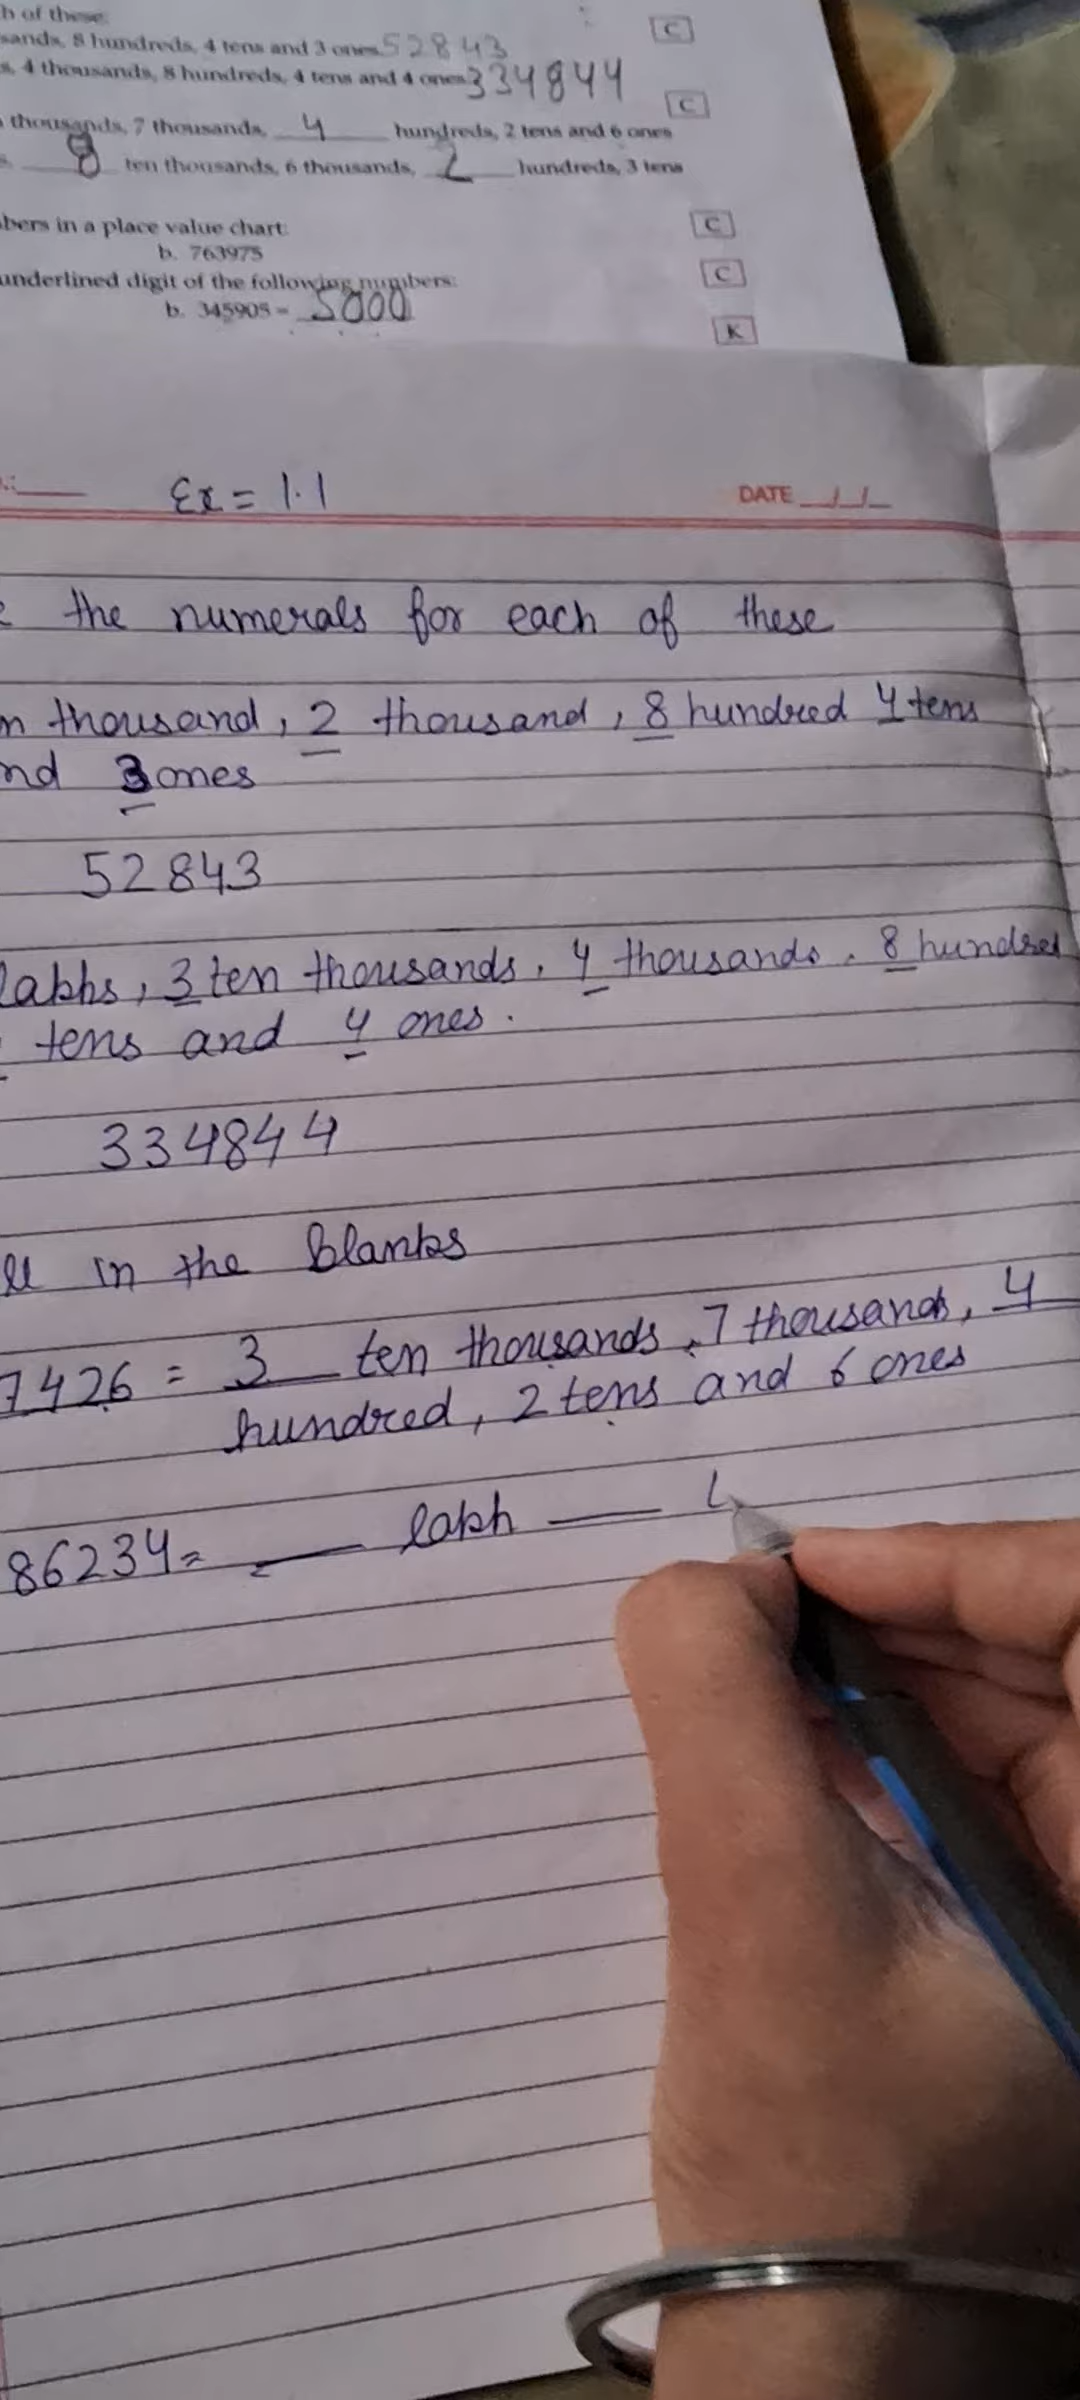 of these:
8 hundreds, 4 tens and 3 ones 52843
4 thousands, 8 hundreds, 4 tens and 4 ones 334844
thousands, 7 thousands, 4 hundreds, 2 tens and 6 ones
8 ten thousands, 6 thousands, 2 hundreds, 3 tens
in a place value chart:
b. 763975
underlined digit of the following numbers:
b. 345905 = 5000
C
C
C
C
K
Ex = 1.1
DATE
the numerals for each of these
thousand, 2 thousand, 8 hundred 4 tens
3 ones
52843
3 ten thousands, 4 thousands, 8 hundred
tens and 4 ones.
334844
in the Blanks
7426 = 3 ten thousands, 7 thousands, 4
hundred, 2 tens and 6 ones
86234 = lakh